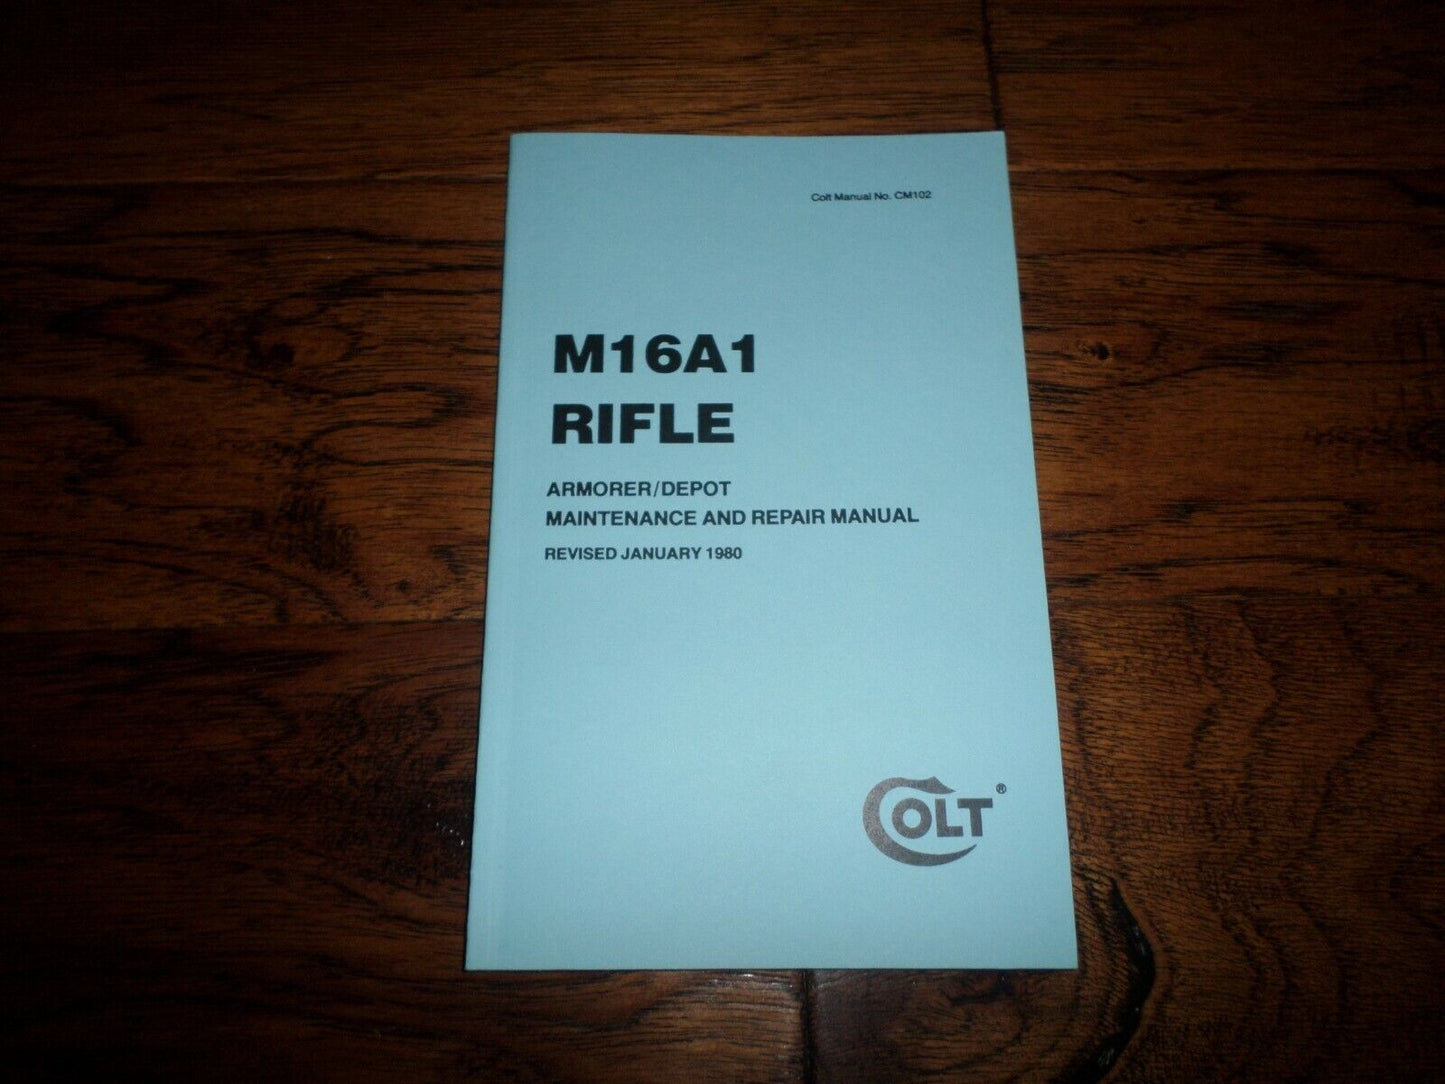 Colt Manual No. CM102
M16A1
RIFLE
ARMORER/DEPOT
MAINTENANCE AND REPAIR MANUAL
REVISED JANUARY 1980
COLT®